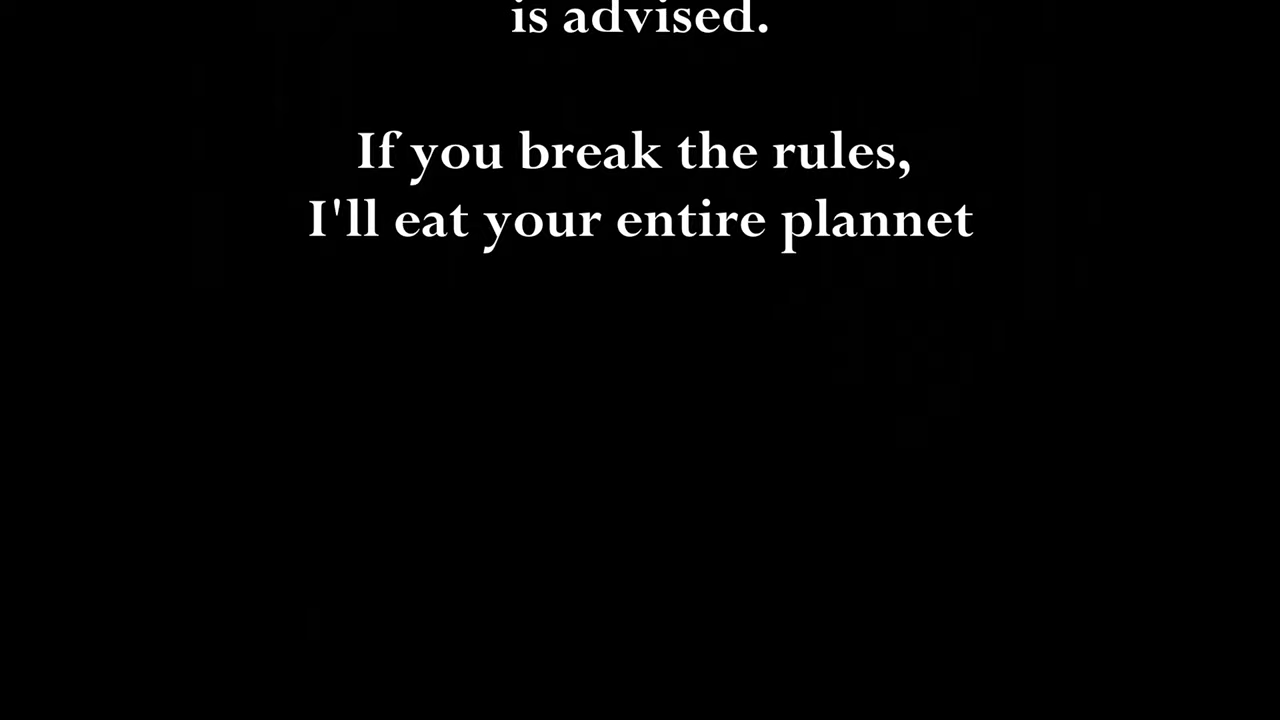 is advised.
If you break the rules,
I'll eat your entire plannet